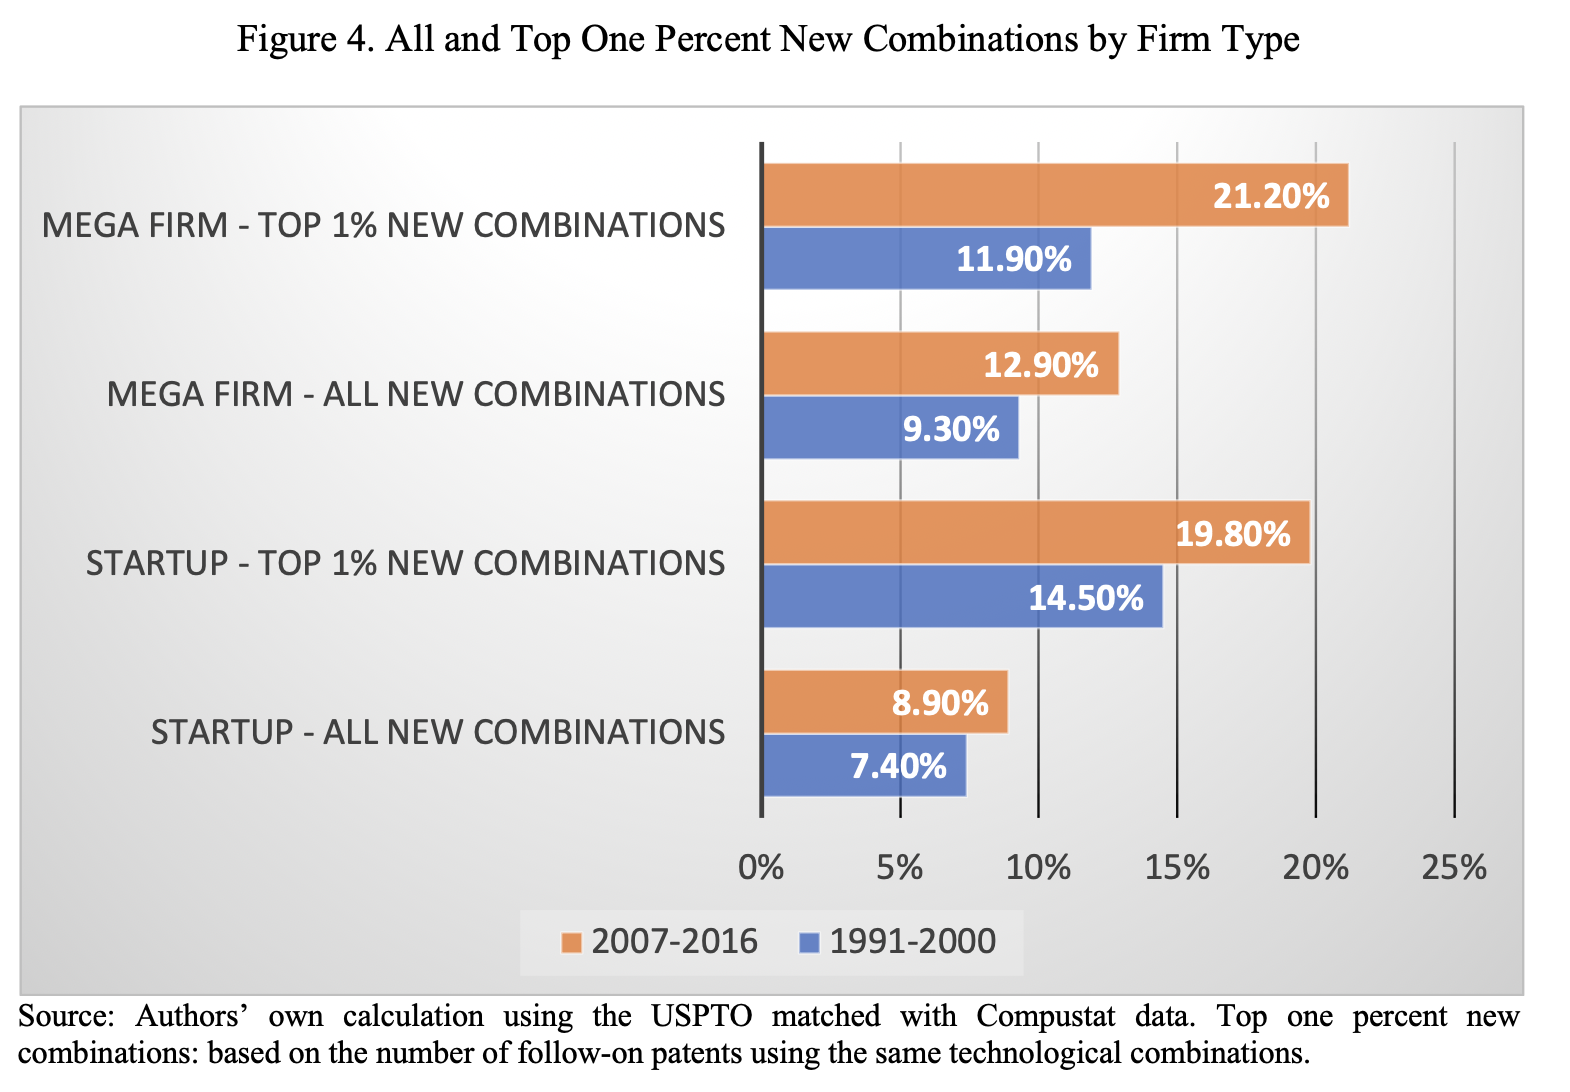 Figure 4. All and Top One Percent New Combinations by Firm Type
MEGA FIRM - TOP 1% NEW COMBINATIONS
21.20%
11.90%
MEGA FIRM - ALL NEW COMBINATIONS
12.90%
9.30%
STARTUP - TOP 1% NEW COMBINATIONS
19.80%
14.50%
STARTUP - ALL NEW COMBINATIONS
8.90%
7.40%
0% 5% 10% 15% 20% 25%
2007-2016 1991-2000
Source: Authors’ own calculation using the USPTO matched with Compustat data. Top one percent new
combinations: based on the number of follow-on patents using the same technological combinations.